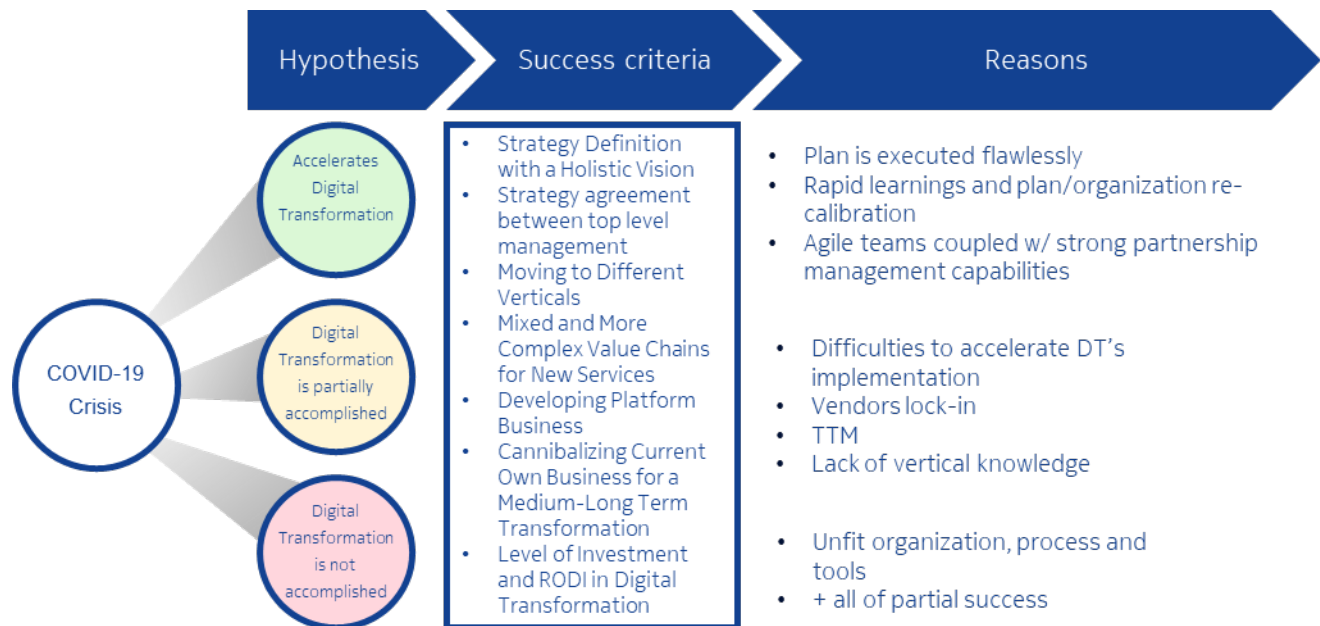 Hypothesis
Success criteria
Reasons
COVID-19
Crisis
Accelerates
Digital
Transformation
Digital
Transformation
is partially
accomplished
Digital
Transformation
is not
accomplished
• Strategy Definition
with a Holistic Vision
• Strategy agreement
between top level
management
• Moving to Different
Verticals
• Mixed and More
Complex Value Chains
for New Services
• Developing Platform
Business
• Cannibalizing Current
Own Business for a
Medium-Long Term
Transformation
• Level of Investment
and RODI in Digital
Transformation
• Plan is executed flawlessly
• Rapid learnings and plan/organization re-
calibration
• Agile teams coupled w/ strong partnership
management capabilities
• Difficulties to accelerate DT’s
implementation
• Vendors lock-in
• TTM
• Lack of vertical knowledge
• Unfit organization, process and
tools
• + all of partial success